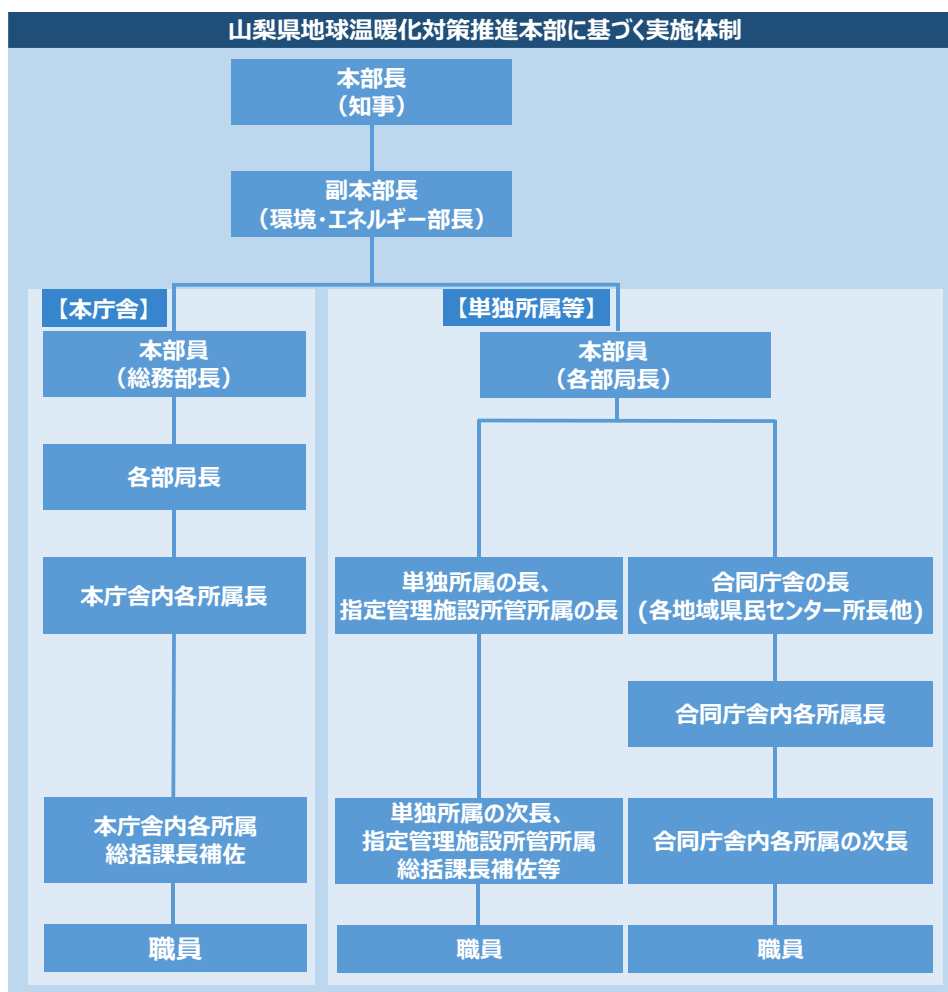 山梨県地球温暖化対策推進本部に基づく実施体制
本部長
（知事）
副本部長
（環境・エネルギー部長）
【本庁舎】
本部員
（総務部長）
各部局長
本庁舎内各所属長
本庁舎内各所属
総括課長補佐
職員
【単独所属等】
本部員
（各部局長）
単独所属の長、
指定管理施設所管所属の長
単独所属の次長、
指定管理施設所管所属
総括課長補佐等
職員
合同庁舎の長
(各地域県民センター所長他)
合同庁舎内各所属長
合同庁舎内各所属の次長
職員